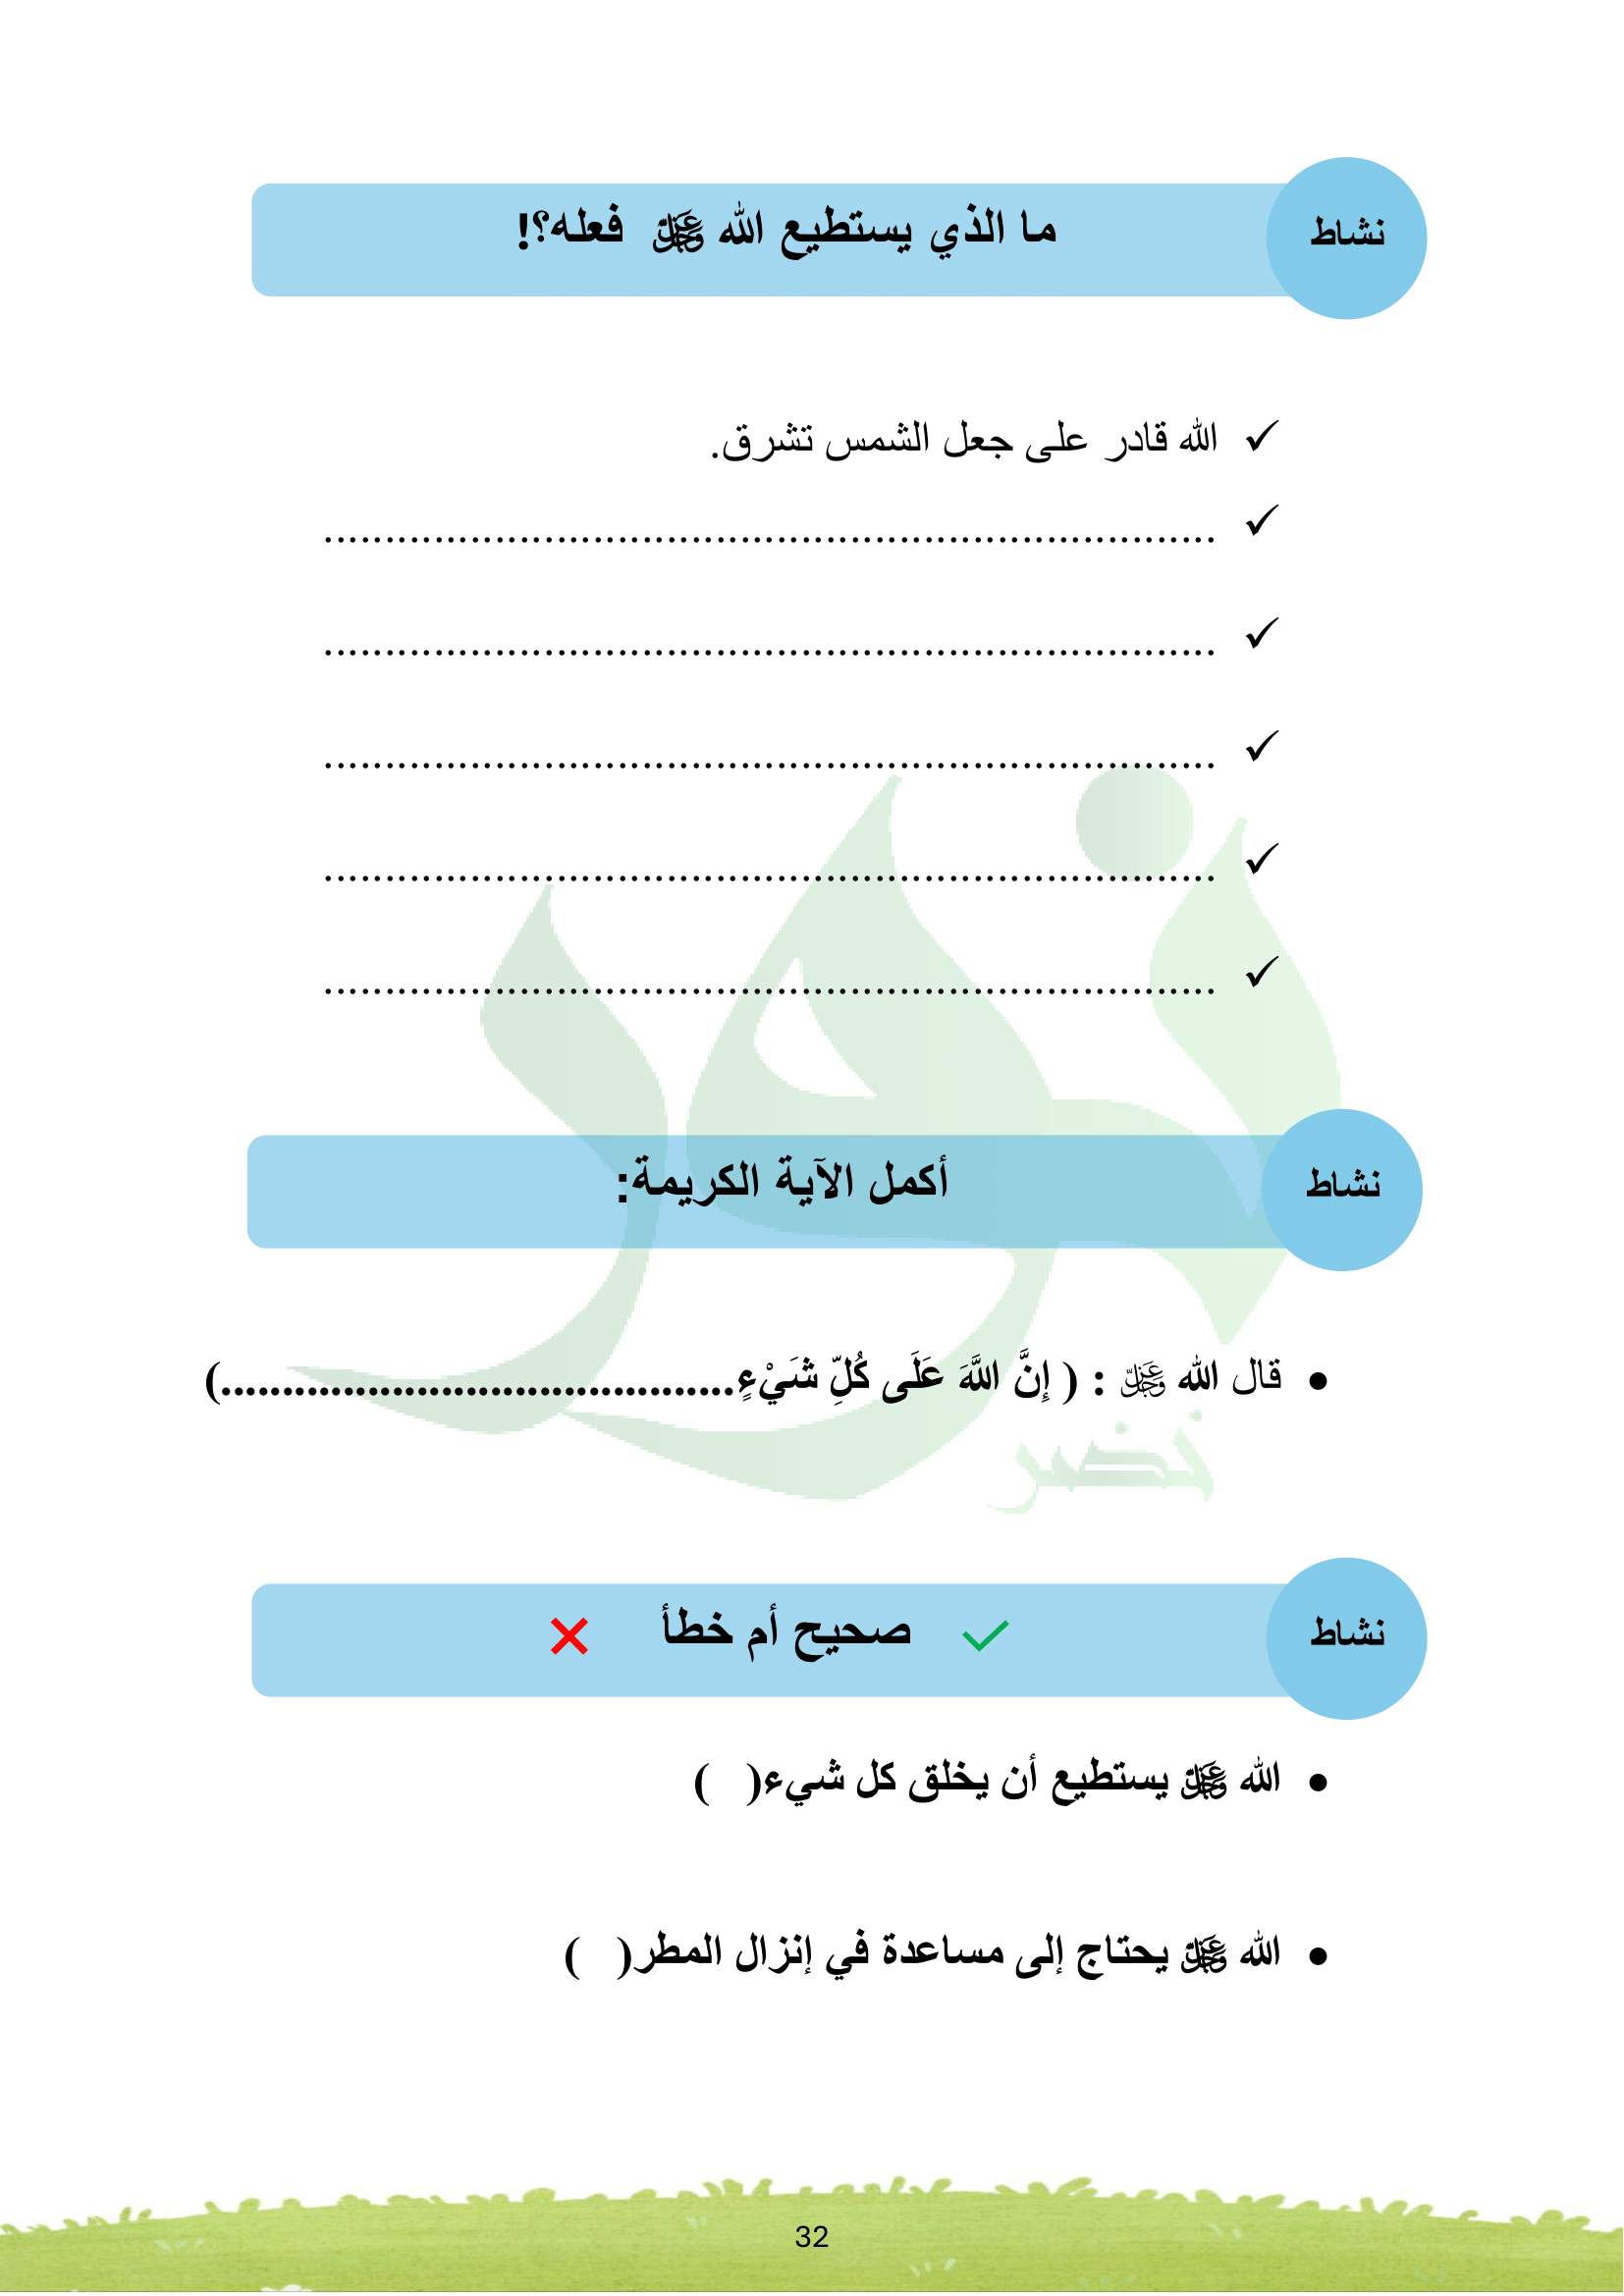 نشاط
ما الذي يستطيع الله ﷻ فعله؟!
✓ الله قادر على جعل الشمس تشرق.
✓ ........................................................................
✓ ........................................................................
✓ ........................................................................
✓ ........................................................................
✓ ........................................................................
نشاط
أكمل الآية الكريمة:
• قال الله ﷻ : ( إِنَّ اللَّهَ عَلَى كُلِّ شَيْءٍ..........................................)
نور
نضر
نشاط
✓ صحيح أم خطأ ×
• الله ﷻ يستطيع أن يخلق كل شيء( )
• الله ﷻ يحتاج إلى مساعدة في إنزال المطر( )
32